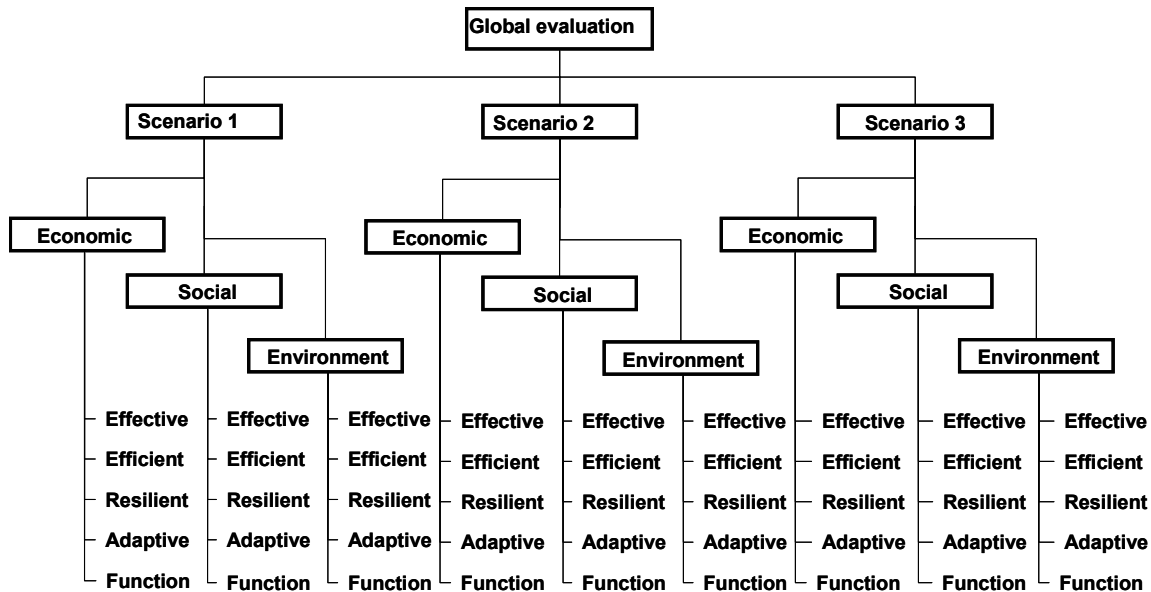 Global evaluation
Scenario 1
Scenario 2
Scenario 3
Economic
Economic
Economic
Social
Social
Social
Environment
Environment
Environment
Effective Effective Effective Effective Effective Effective Effective Effective Effective
Efficient Efficient Efficient Efficient Efficient Efficient Efficient Efficient Efficient
Resilient Resilient Resilient Resilient Resilient Resilient Resilient Resilient Resilient
Adaptive Adaptive Adaptive Adaptive Adaptive Adaptive Adaptive Adaptive Adaptive
Function Function Function Function Function Function Function Function Function